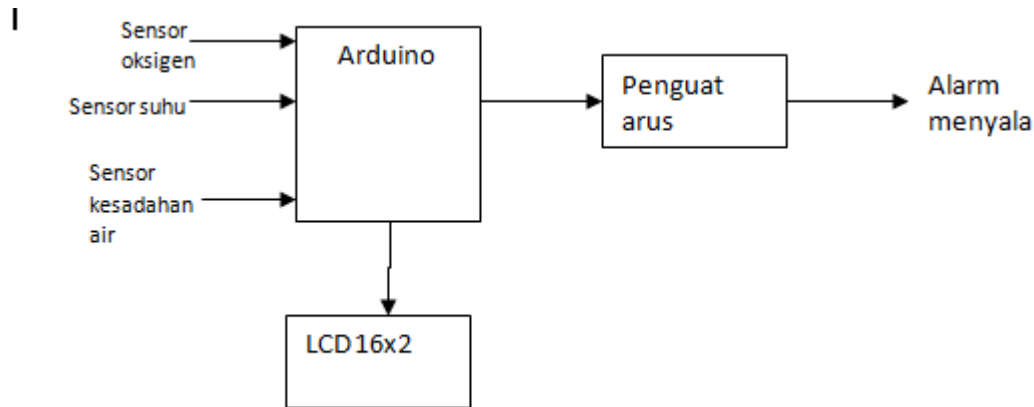 I
Sensor
oksigen
Arduino
Sensor suhu
Penguat
arus
Alarm
menyala
Sensor
kesadahan
air
LCD 16x2